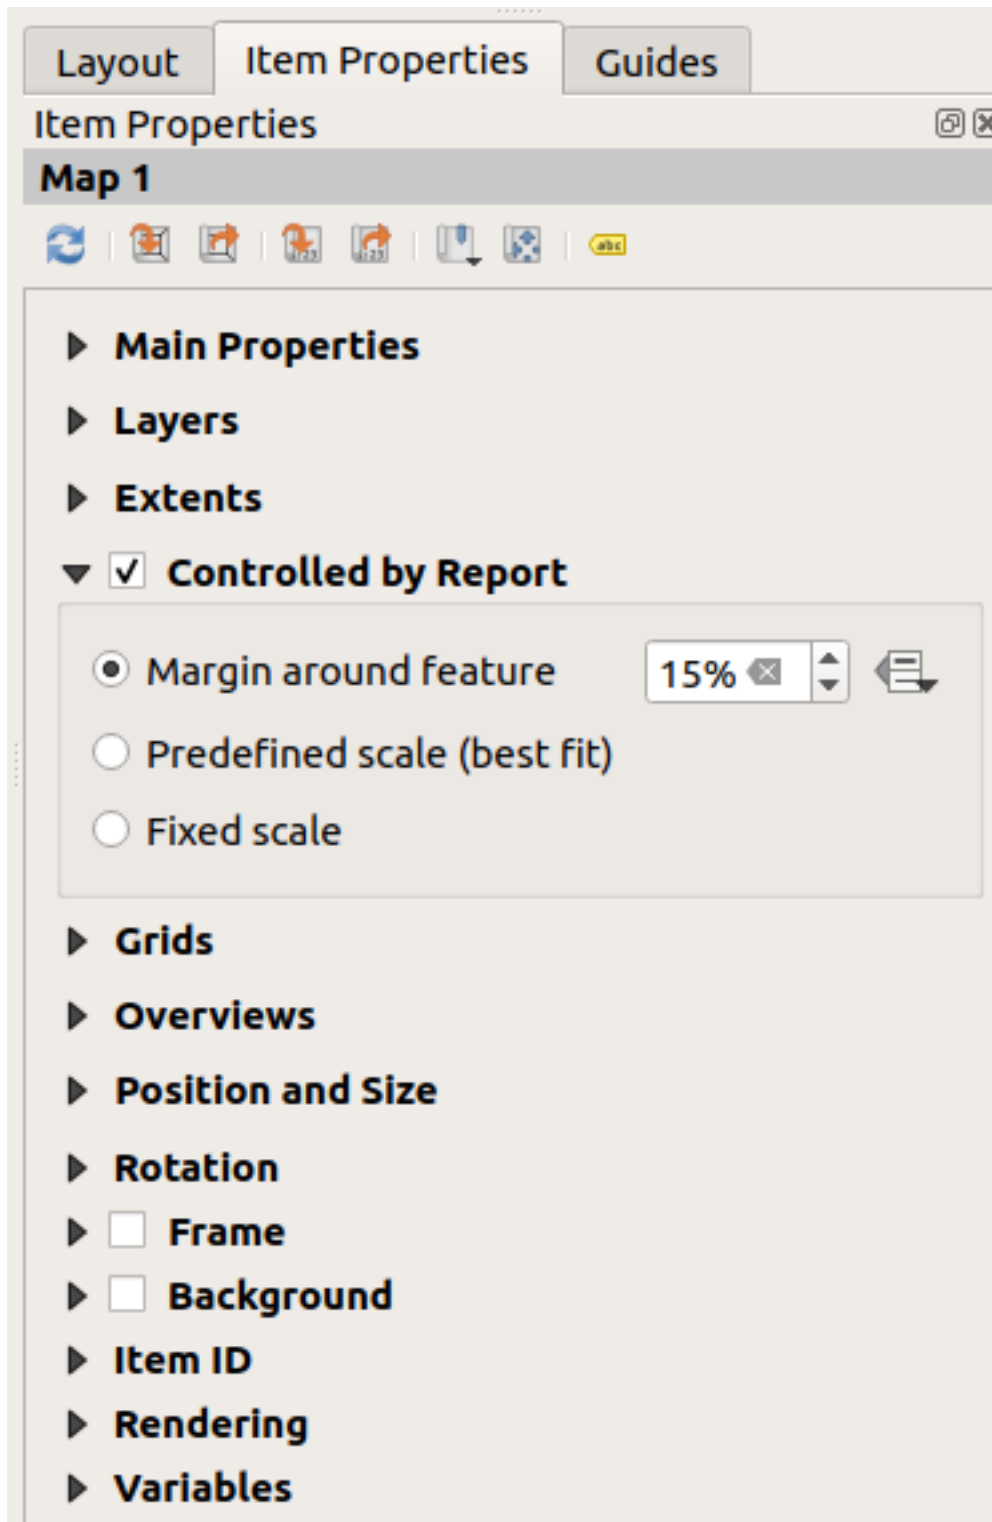 Layout Item Properties Guides
Item Properties
Map 1
abc
Main Properties
Layers
Extents
Controlled by Report
Margin around feature 15%
Predefined scale (best fit)
Fixed scale
Grids
Overviews
Position and Size
Rotation
Frame
Background
Item ID
Rendering
Variables